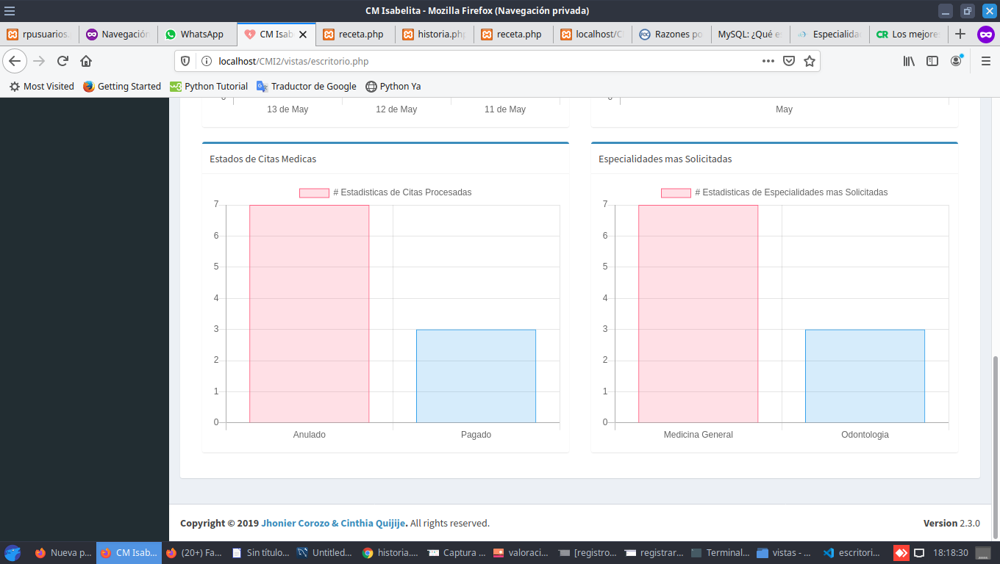 CM Isabelita - Mozilla Firefox (Navegación privada)
rpusuarios.
Navegación
WhatsApp
CM Isab
receta.php
historia.php
receta.php
localhost/C
Razones po
MySQL: ¿Qué e
Especialida
Los mejore
localhost/CMI2/vistas/escritorio.php
Most Visited
Getting Started
Python Tutorial
Traductor de Google
Python Ya
13 de May 12 de May 11 de May
May
Estados de Citas Medicas
# Estadisticas de Citas Procesadas
7
6
5
4
3
2
1
0
Anulado Pagado
Especialidades mas Solicitadas
# Estadisticas de Especialidades mas Solicitadas
7
6
5
4
3
2
1
0
Medicina General Odontologia
Copyright © 2019 Jhonier Corozo & Cinthia Quijije. All rights reserved.
Version 2.3.0
Nueva p...
CM Isab...
(20+) Fa...
Sin título...
Untitled...
historia....
Captura ...
valoraci...
[registro...
registrar...
Terminal...
vistas - ...
escritori...
18:18:30